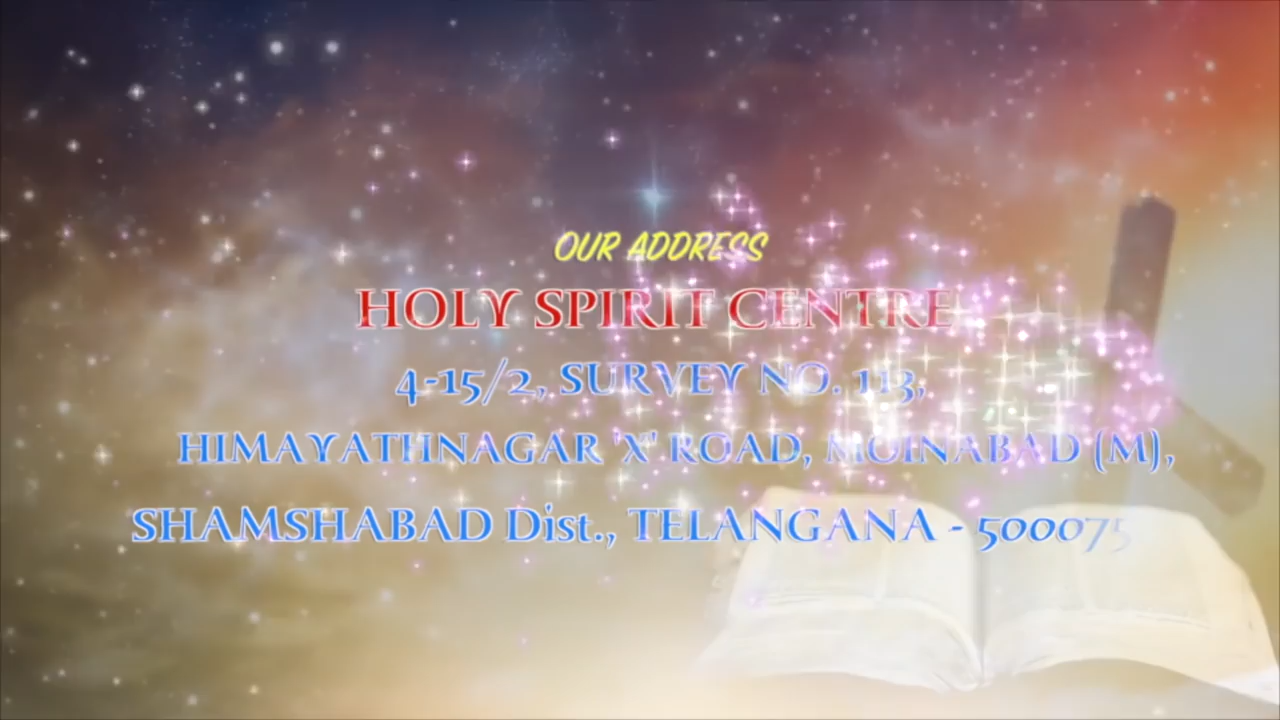 OUR ADDRESS
HOLY SPIRIT CENTRE
4-15/2, SURVEY NO. 113,
HIMAYATHNAGAR 'X' ROAD, MOINABAD (M),
SHAMSHABAD Dist., TELANGANA - 500075